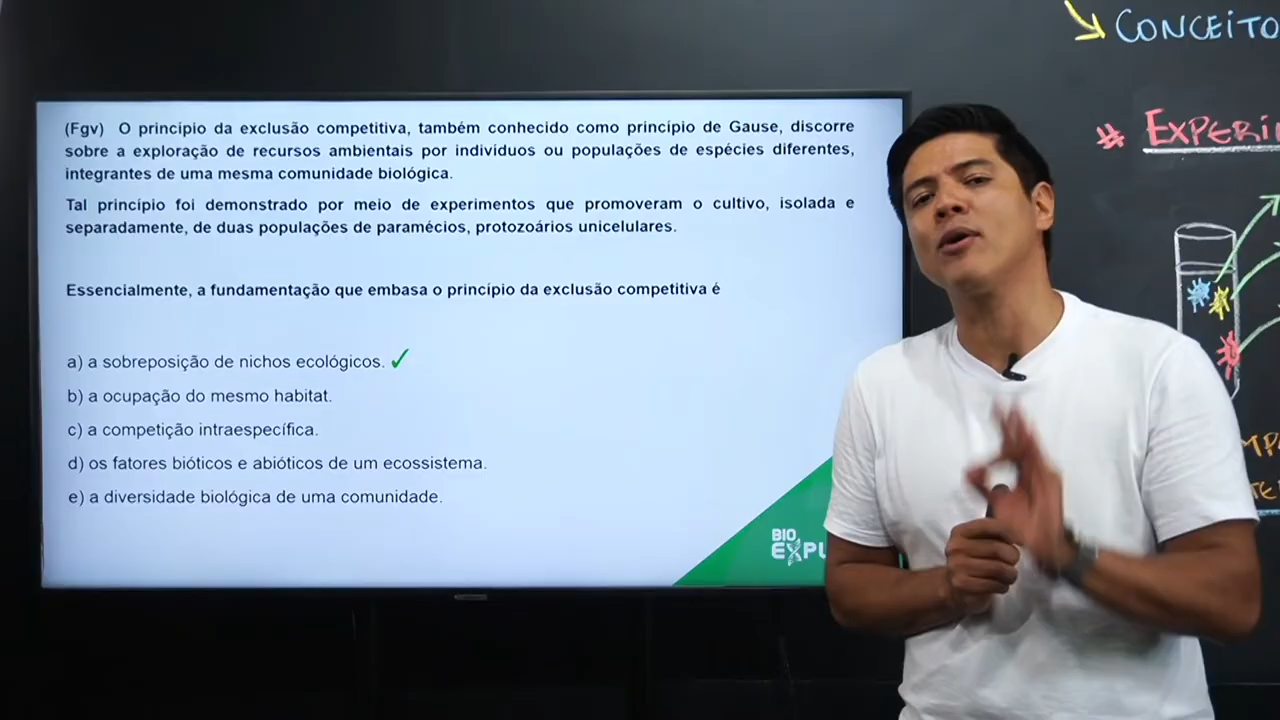 CONCEITO
# EXPERI
(Fgv) O princípio da exclusão competitiva, também conhecido como princípio de Gause, discorre
sobre a exploração de recursos ambientais por indivíduos ou populações de espécies diferentes,
integrantes de uma mesma comunidade biológica.
Tal princípio foi demonstrado por meio de experimentos que promoveram o cultivo, isolada e
separadamente, de duas populações de paramécios, protozoários unicelulares.
Essencialmente, a fundamentação que embasa o princípio da exclusão competitiva é
a) a sobreposição de nichos ecológicos. ✓
b) a ocupação do mesmo habitat.
c) a competição intraespecífica.
d) os fatores bióticos e abióticos de um ecossistema.
e) a diversidade biológica de uma comunidade.
BIO
EXPL